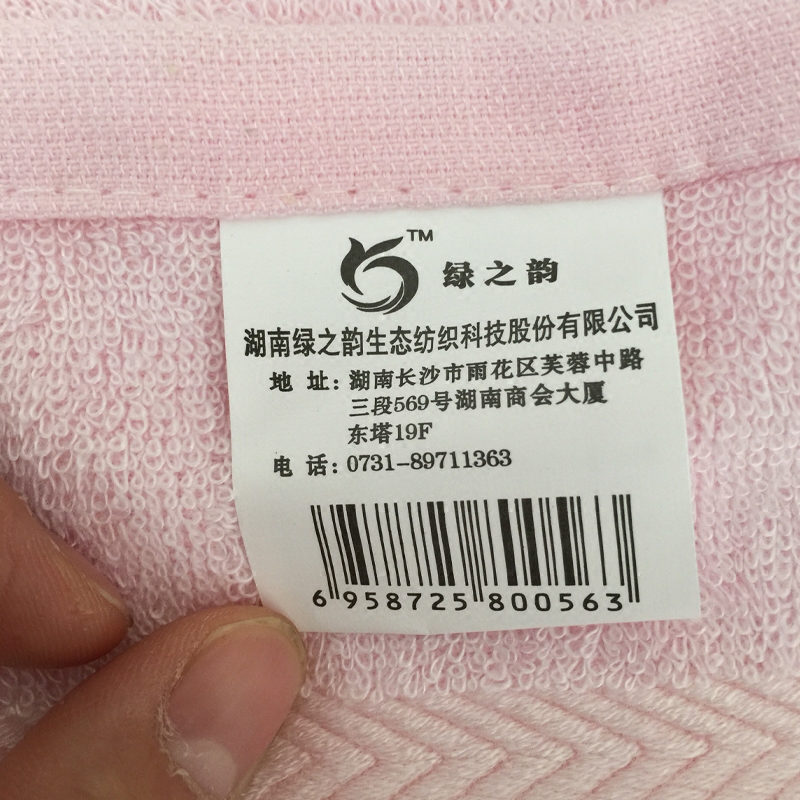 TM
绿之韵
湖南绿之韵生态纺织科技股份有限公司
地 址: 湖南长沙市雨花区芙蓉中路
三段569号湖南商会大厦
东塔19F
电 话: 0731-89711363
6 958725 800563